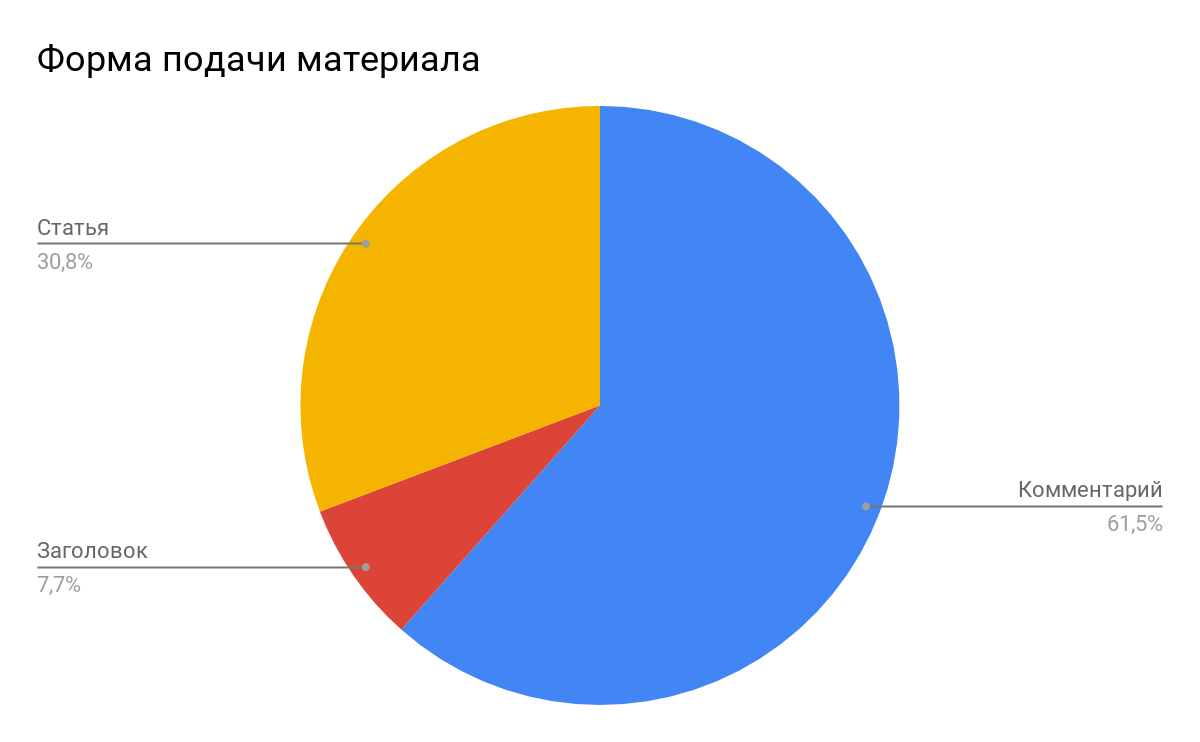 Форма подачи материала
Статья
30,8%
Комментарий
61,5%
Заголовок
7,7%